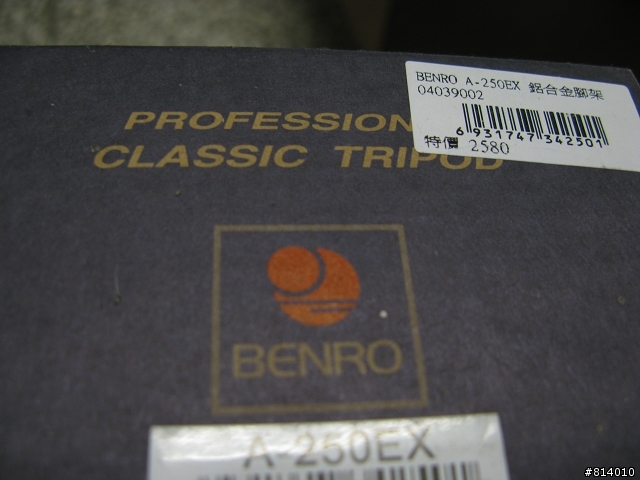 BENRO A-250EX 鋁合金腳架
04039002
6 931747 342501
特價 2580
PROFESSION
CLASSIC TRIPOD
BENRO
A-250EX
#814010